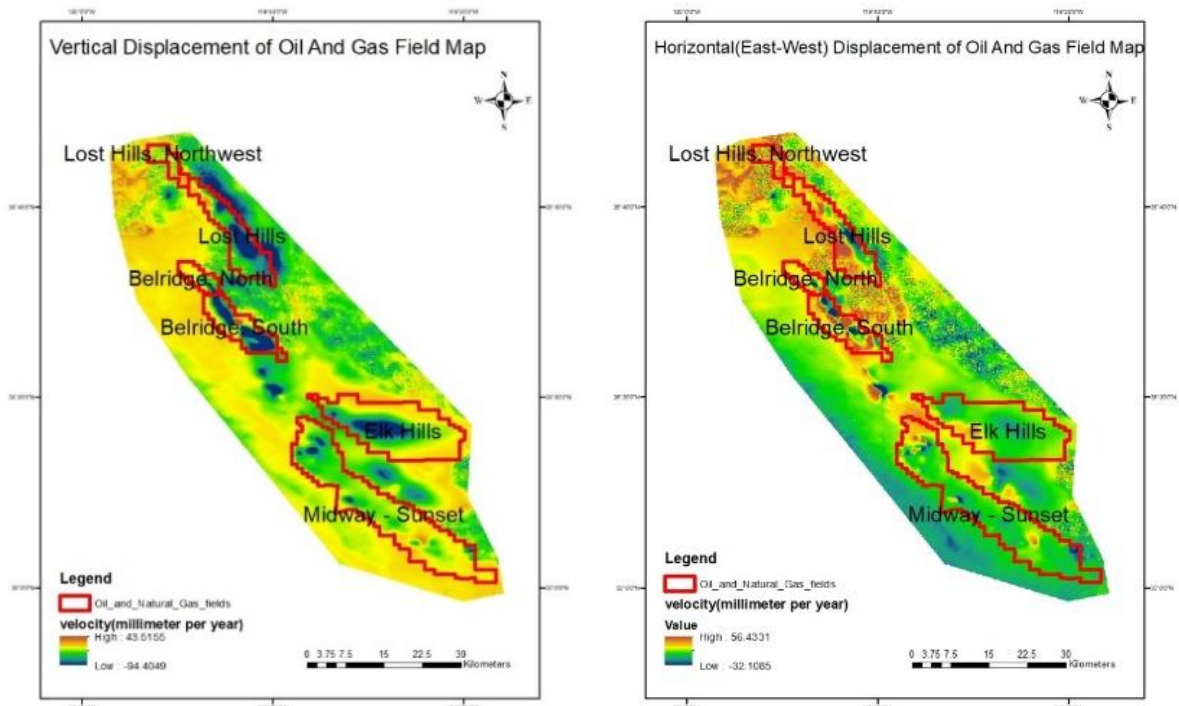 Vertical Displacement of Oil And Gas Field Map
N
W E
S
Lost Hills, Northwest
Lost Hills
Belridge, North
Belridge, South
Elk Hills
Midway - Sunset
Legend
Oil_and_Natural_Gas_fields
velocity(millimeter per year)
High : 43.5155
Low : -94.4049
0 3.75 7.5 15 22.5 30
Kilometers
Horizontal(East-West) Displacement of Oil And Gas Field Map
N
W E
S
Lost Hills, Northwest
Lost Hills
Belridge, North
Belridge, South
Elk Hills
Midway - Sunset
Legend
Oil_and_Natural_Gas_fields
velocity(millimeter per year)
Value
High : 56.4331
Low : -32.1085
0 3.75 7.5 15 22.5 30
Kilometers